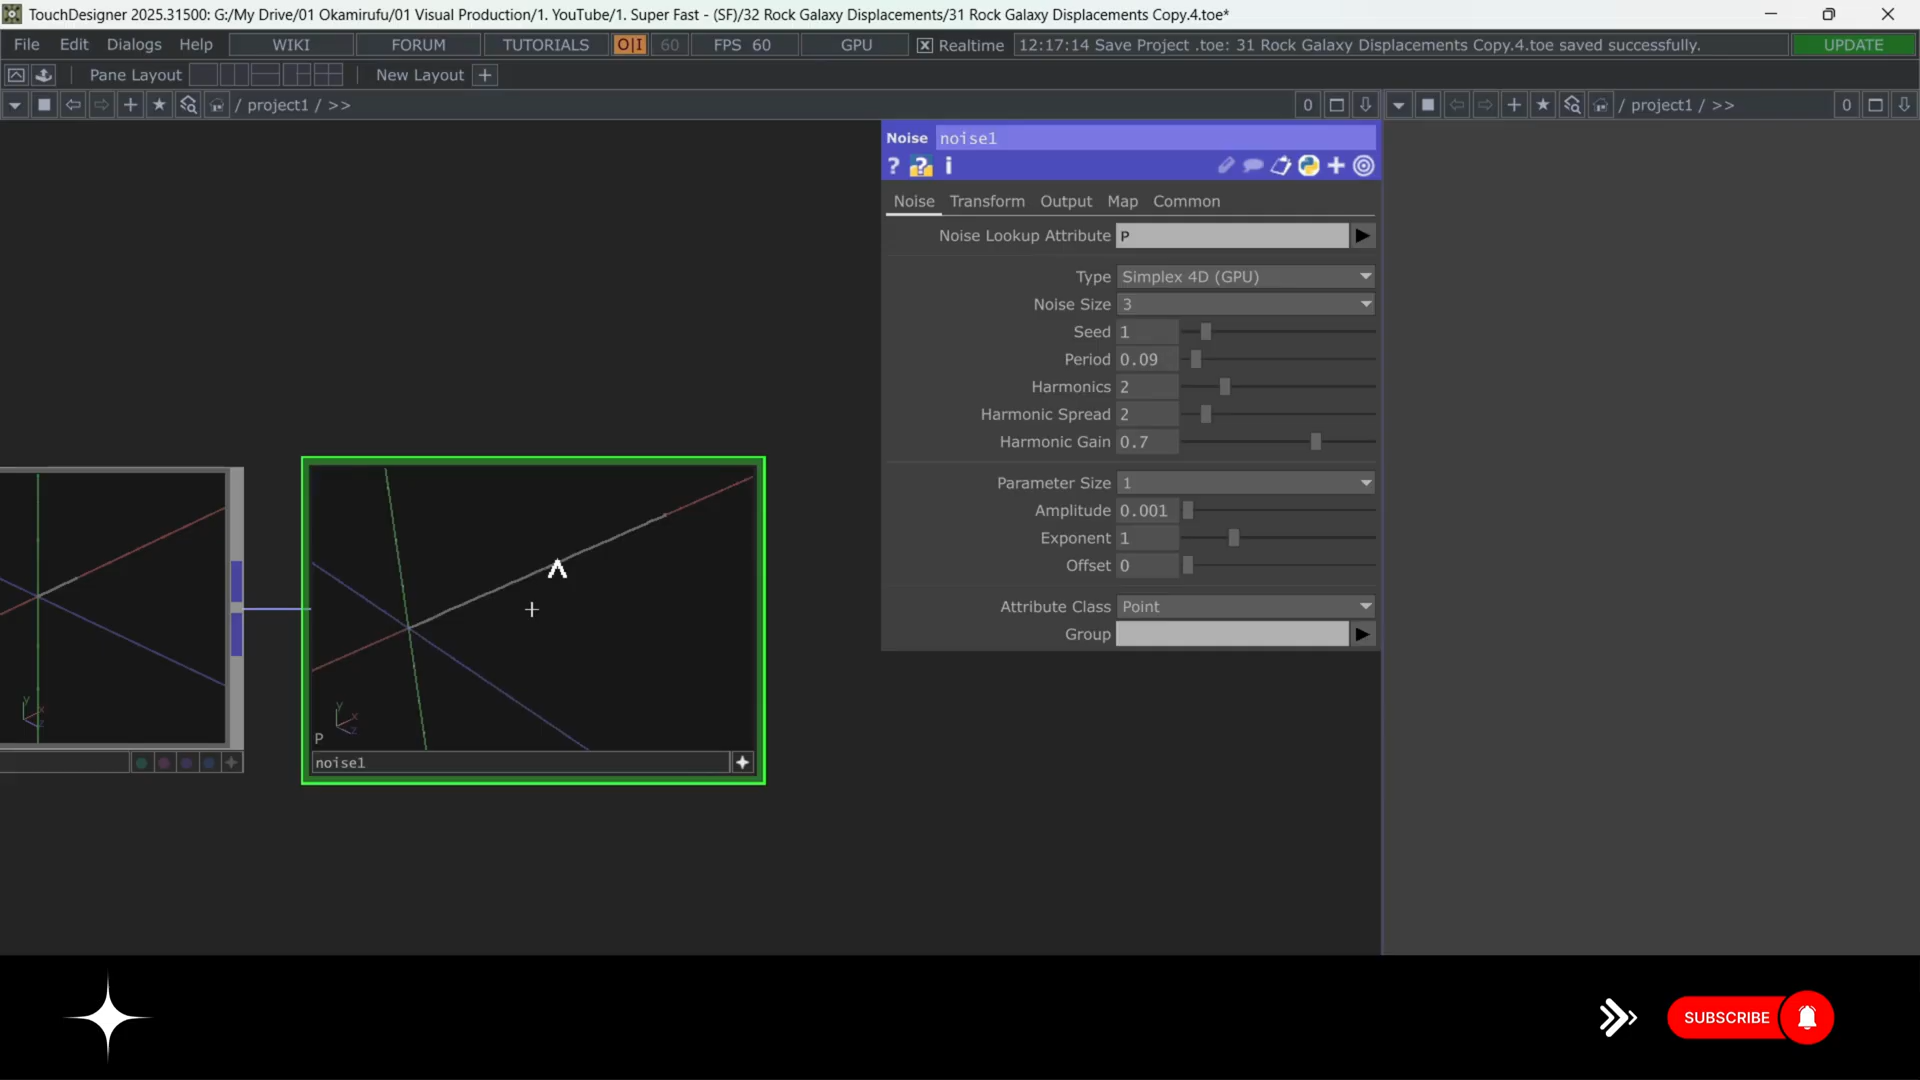 TouchDesigner 2025.31500: G:/My Drive/01 Okamirufu/01 Visual Production/1. YouTube/1. Super Fast - (SF)/32 Rock Galaxy Displacements/31 Rock Galaxy Displacements Copy.4.toe*
File Edit Dialogs Help WIKI FORUM TUTORIALS O|I 60 FPS 60 GPU Realtime 12:17:14 Save Project .toe: 31 Rock Galaxy Displacements Copy.4.toe saved successfully. UPDATE
Pane Layout New Layout +
/ project1 / >> 0 / project1 / >> 0
Noise noise1
? ? i
Noise Transform Output Map Common
Noise Lookup Attribute P
Type Simplex 4D (GPU)
Noise Size 3
Seed 1
Period 0.09
Harmonics 2
Harmonic Spread 2
Harmonic Gain 0.7
Parameter Size 1
Amplitude 0.001
Exponent 1
Offset 0
Attribute Class Point
Group
y x z
y x z
P
noise1
SUBSCRIBE